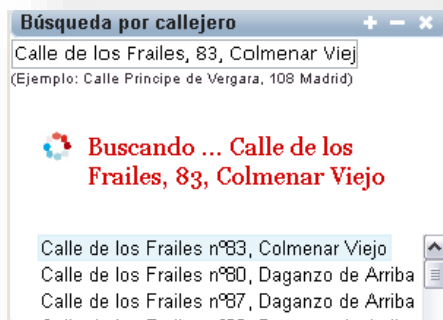 Búsqueda por callejero
Calle de los Frailes, 83, Colmenar Viej
(Ejemplo: Calle Principe de Vergara, 108 Madrid)
Buscando ... Calle de los
Frailes, 83, Colmenar Viejo
Calle de los Frailes nº83, Colmenar Viejo
Calle de los Frailes nº80, Daganzo de Arriba
Calle de los Frailes nº87, Daganzo de Arriba